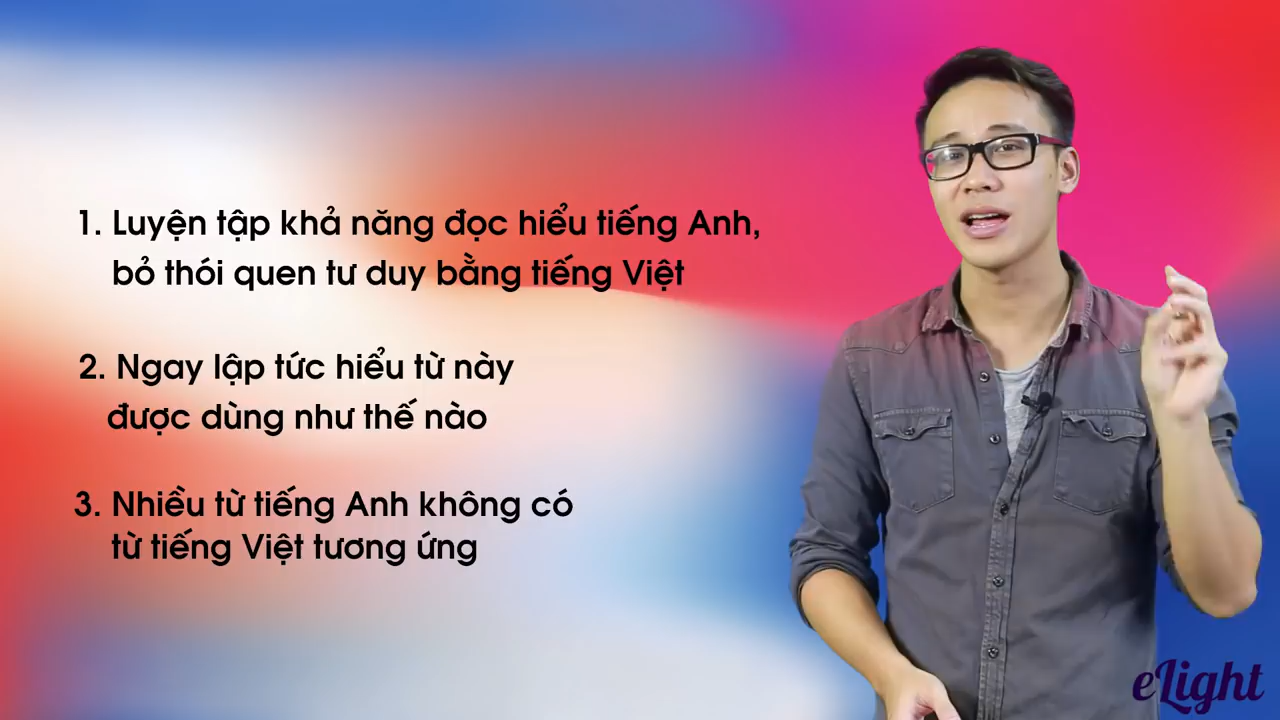 1. Luyện tập khả năng đọc hiểu tiếng Anh,
bỏ thói quen tư duy bằng tiếng Việt
2. Ngay lập tức hiểu từ này
được dùng như thế nào
3. Nhiều từ tiếng Anh không có
từ tiếng Việt tương ứng
eLight